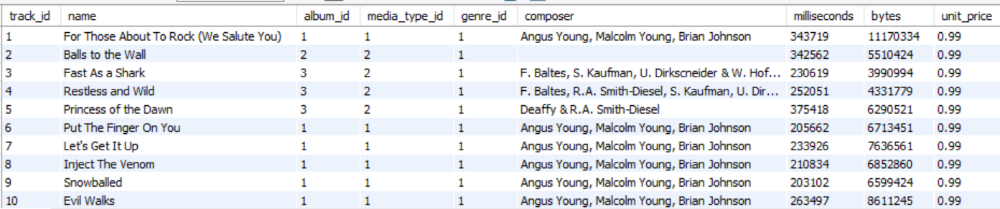 track_id name album_id media_type_id genre_id composer milliseconds bytes unit_price
1 For Those About To Rock (We Salute You) 1 1 1 Angus Young, Malcolm Young, Brian Johnson 343719 11170334 0.99
2 Balls to the Wall 2 2 1 342562 5510424 0.99
3 Fast As a Shark 3 2 1 F. Baltes, S. Kaufman, U. Dirkscneider & W. Hof... 230619 3990994 0.99
4 Restless and Wild 3 2 1 F. Baltes, R.A. Smith-Diesel, S. Kaufman, U. Dir... 252051 4331779 0.99
5 Princess of the Dawn 3 2 1 Deaffy & R.A. Smith-Diesel 375418 6290521 0.99
6 Put The Finger On You 1 1 1 Angus Young, Malcolm Young, Brian Johnson 205662 6713451 0.99
7 Let's Get It Up 1 1 1 Angus Young, Malcolm Young, Brian Johnson 233926 7636561 0.99
8 Inject The Venom 1 1 1 Angus Young, Malcolm Young, Brian Johnson 210834 6852860 0.99
9 Snowballed 1 1 1 Angus Young, Malcolm Young, Brian Johnson 203102 6599424 0.99
10 Evil Walks 1 1 1 Angus Young, Malcolm Young, Brian Johnson 263497 8611245 0.99